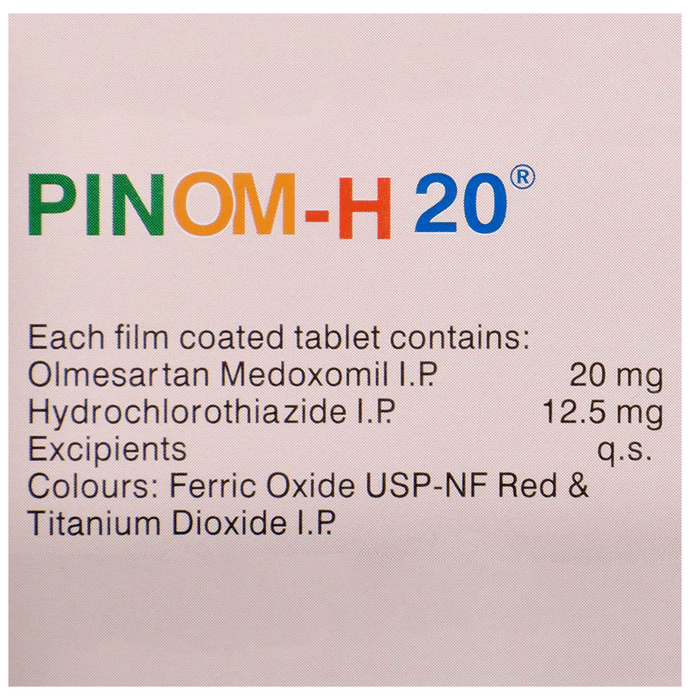 PINOM-H 20®
Each film coated tablet contains:
Olmesartan Medoxomil I.P. 20 mg
Hydrochlorothiazide I.P. 12.5 mg
Excipients q.s.
Colours: Ferric Oxide USP-NF Red &
Titanium Dioxide I.P.